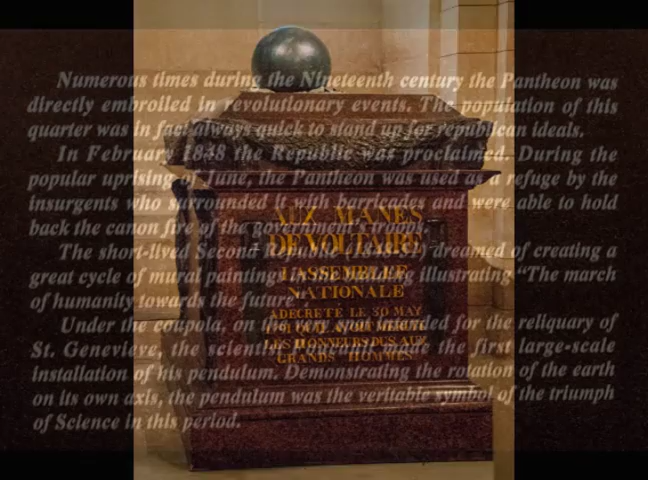 Numerous times during the Nineteenth century the Pantheon was
directly embroiled in revolutionary events. The population of this
quarter was in fact always quick to stand up for republican ideals.
In February 1848 the Republic was proclaimed. During the
popular uprising of June, the Pantheon was used as a refuge by the
insurgents who surrounded it with barricades and were able to hold
back the canon fire of the government's troops.
The short-lived Second Republic dreamed of creating a
great cycle of mural paintings illustrating "The march
of humanity towards the future".
Under the coupola, on intended for the reliquary of
St. Genevieve, the scientist made the first large-scale
installation of his pendulum. Demonstrating the rotation of the earth
on its own axis, the pendulum was the veritable symbol of the triumph
of Science in this period.
AUX MANES
DE VOLTAIRE
L'ASSEMBLEE
NATIONALE
A DECRETE LE 30 MAY
LES HONNEURS DUS AUX
GRANDS HOMMES